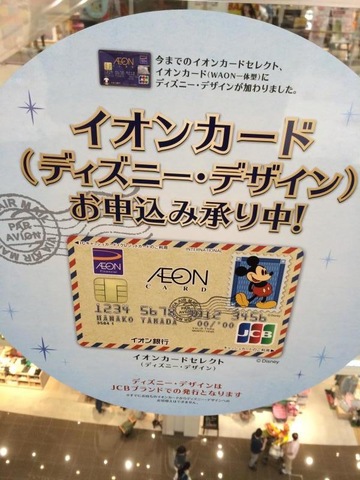 今までのイオンカードセレクト、
イオンカード(WAON一体型)に
ディズニー・デザインが加わりました。
イオンカード
(ディズニー・デザイン)
お申込み承り中!
AIR MAIL
PAR AVION
AEON
ÆON
CARD
INTERNATIONAL
1234 5678 9012 3456
00/00
HANAKO YAMADA
イオン銀行
JCB
イオンカードセレクト
(ディズニー・デザイン)
©Disney
ディズニー・デザインは
JCBブランドでの発行となります